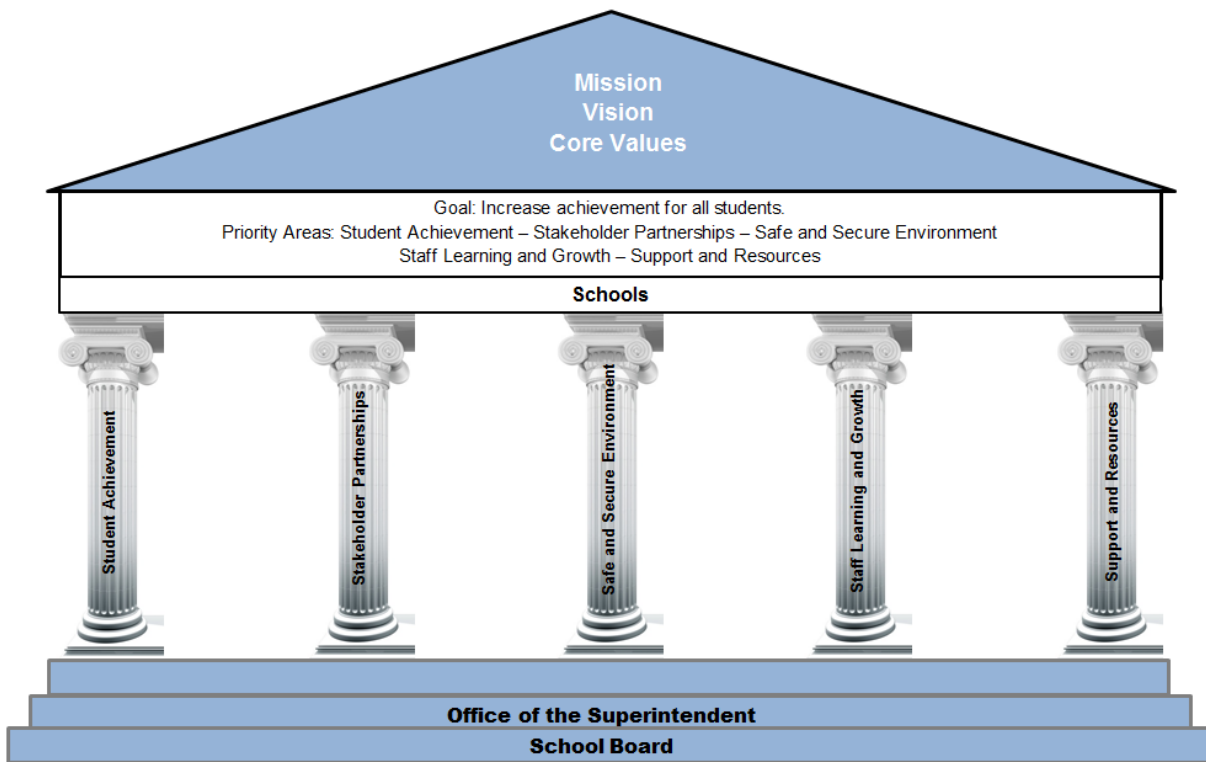 Mission
Vision
Core Values
Goal: Increase achievement for all students.
Priority Areas: Student Achievement – Stakeholder Partnerships – Safe and Secure Environment
Staff Learning and Growth – Support and Resources
Schools
Student Achievement
Stakeholder Partnerships
Safe and Secure Environment
Staff Learning and Growth
Support and Resources
Office of the Superintendent
School Board